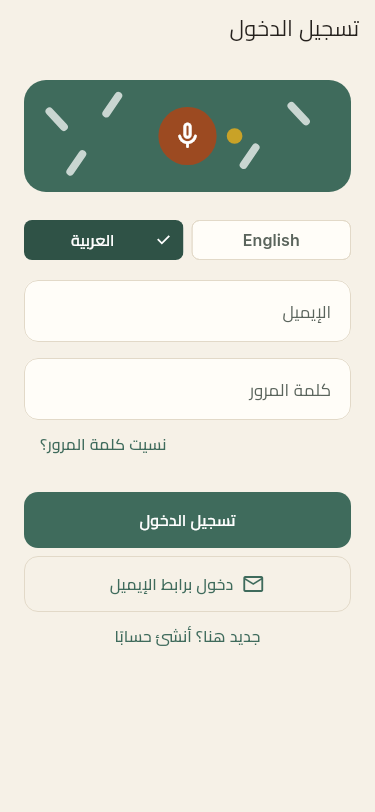 تسجيل الدخول
العربية
English
الإيميل
كلمة المرور
نسيت كلمة المرور؟
تسجيل الدخول
دخول برابط الإيميل
جديد هنا؟ أنشئ حسابًا